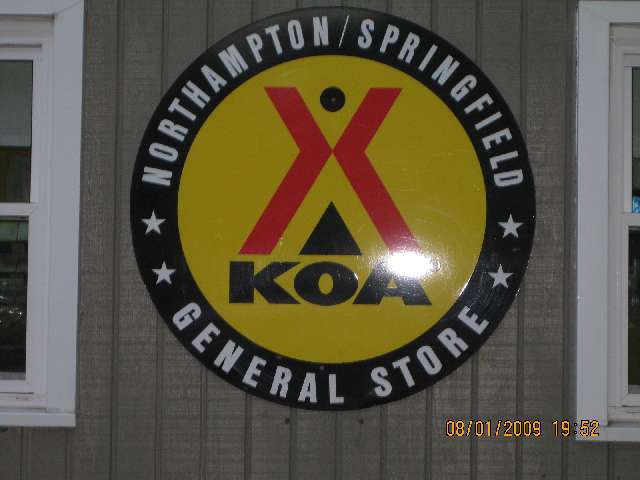 NORTHAMPTON/SPRINGFIELD
KOA
GENERAL STORE
08/01/2009 19:52